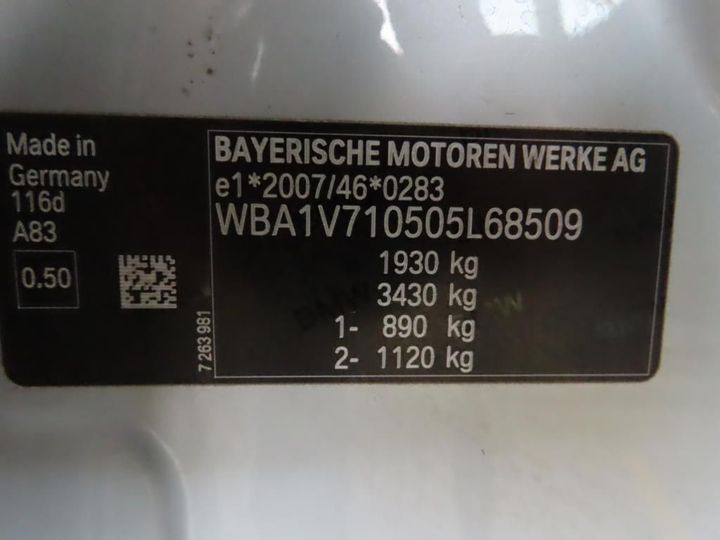 Made in
Germany
116d
A83
0.50
7 263 981
BAYERISCHE MOTOREN WERKE AG
e1*2007/46*0283
WBA1V710505L68509
1930 kg
3430 kg
1- 890 kg
2- 1120 kg